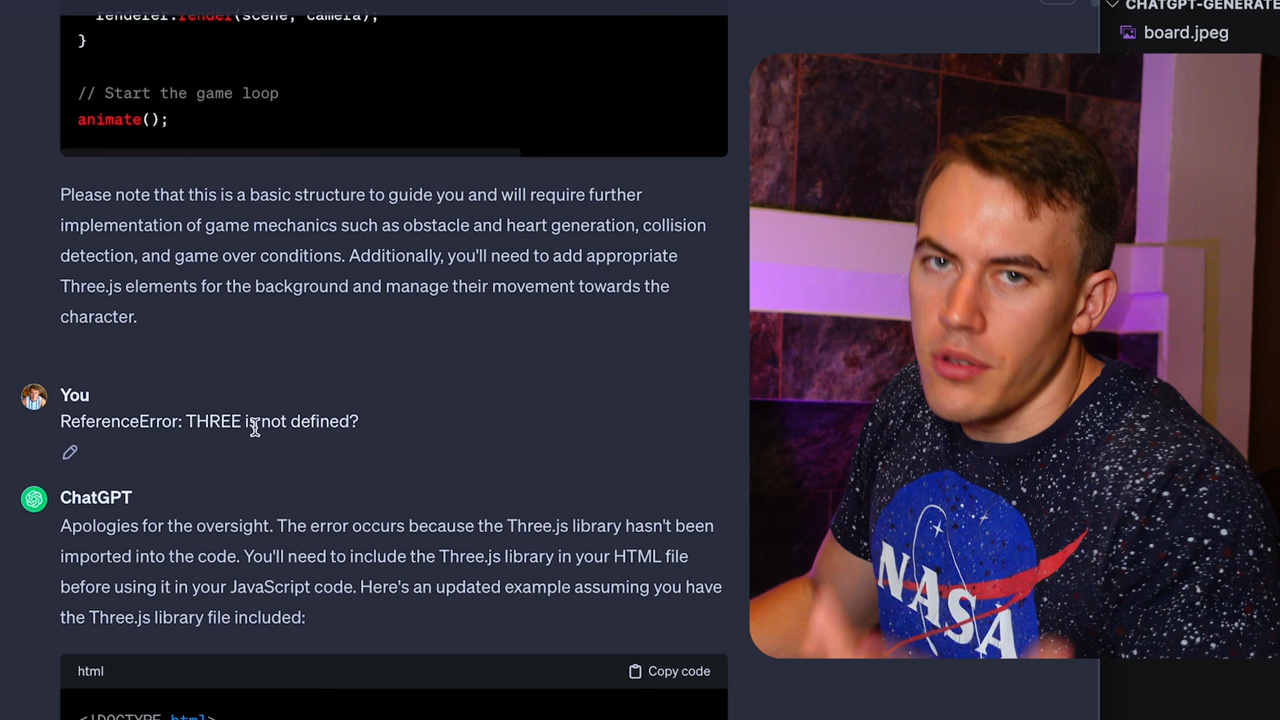 renderer.render(scene, camera);
}
// Start the game loop
animate();
Please note that this is a basic structure to guide you and will require further
implementation of game mechanics such as obstacle and heart generation, collision
detection, and game over conditions. Additionally, you'll need to add appropriate
Three.js elements for the background and manage their movement towards the
character.
You
ReferenceError: THREE is not defined?
ChatGPT
Apologies for the oversight. The error occurs because the Three.js library hasn't been
imported into the code. You'll need to include the Three.js library in your HTML file
before using it in your JavaScript code. Here's an updated example assuming you have
the Three.js library file included:
html
Copy code
<!DOCTYPE html>
CHATGPT-GENERATE
board.jpeg
NASA